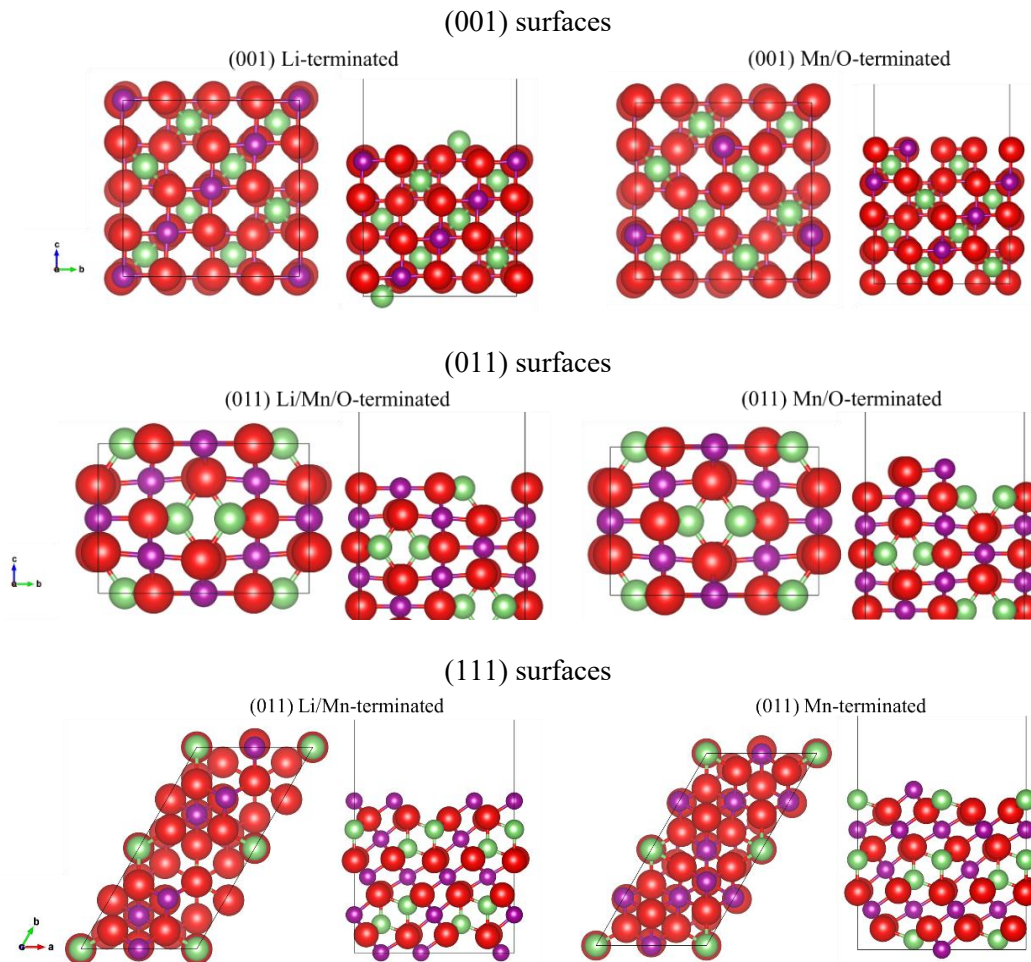 (001) surfaces
(001) Li-terminated
(001) Mn/O-terminated
c
a
b
(011) surfaces
(011) Li/Mn/O-terminated
(011) Mn/O-terminated
c
b
(111) surfaces
(011) Li/Mn-terminated
(011) Mn-terminated
b
c
a